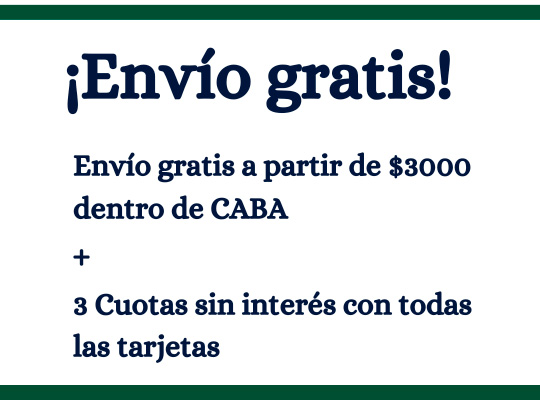 ¡Envío gratis!
Envío gratis a partir de $3000
dentro de CABA
+
3 Cuotas sin interés con todas
las tarjetas